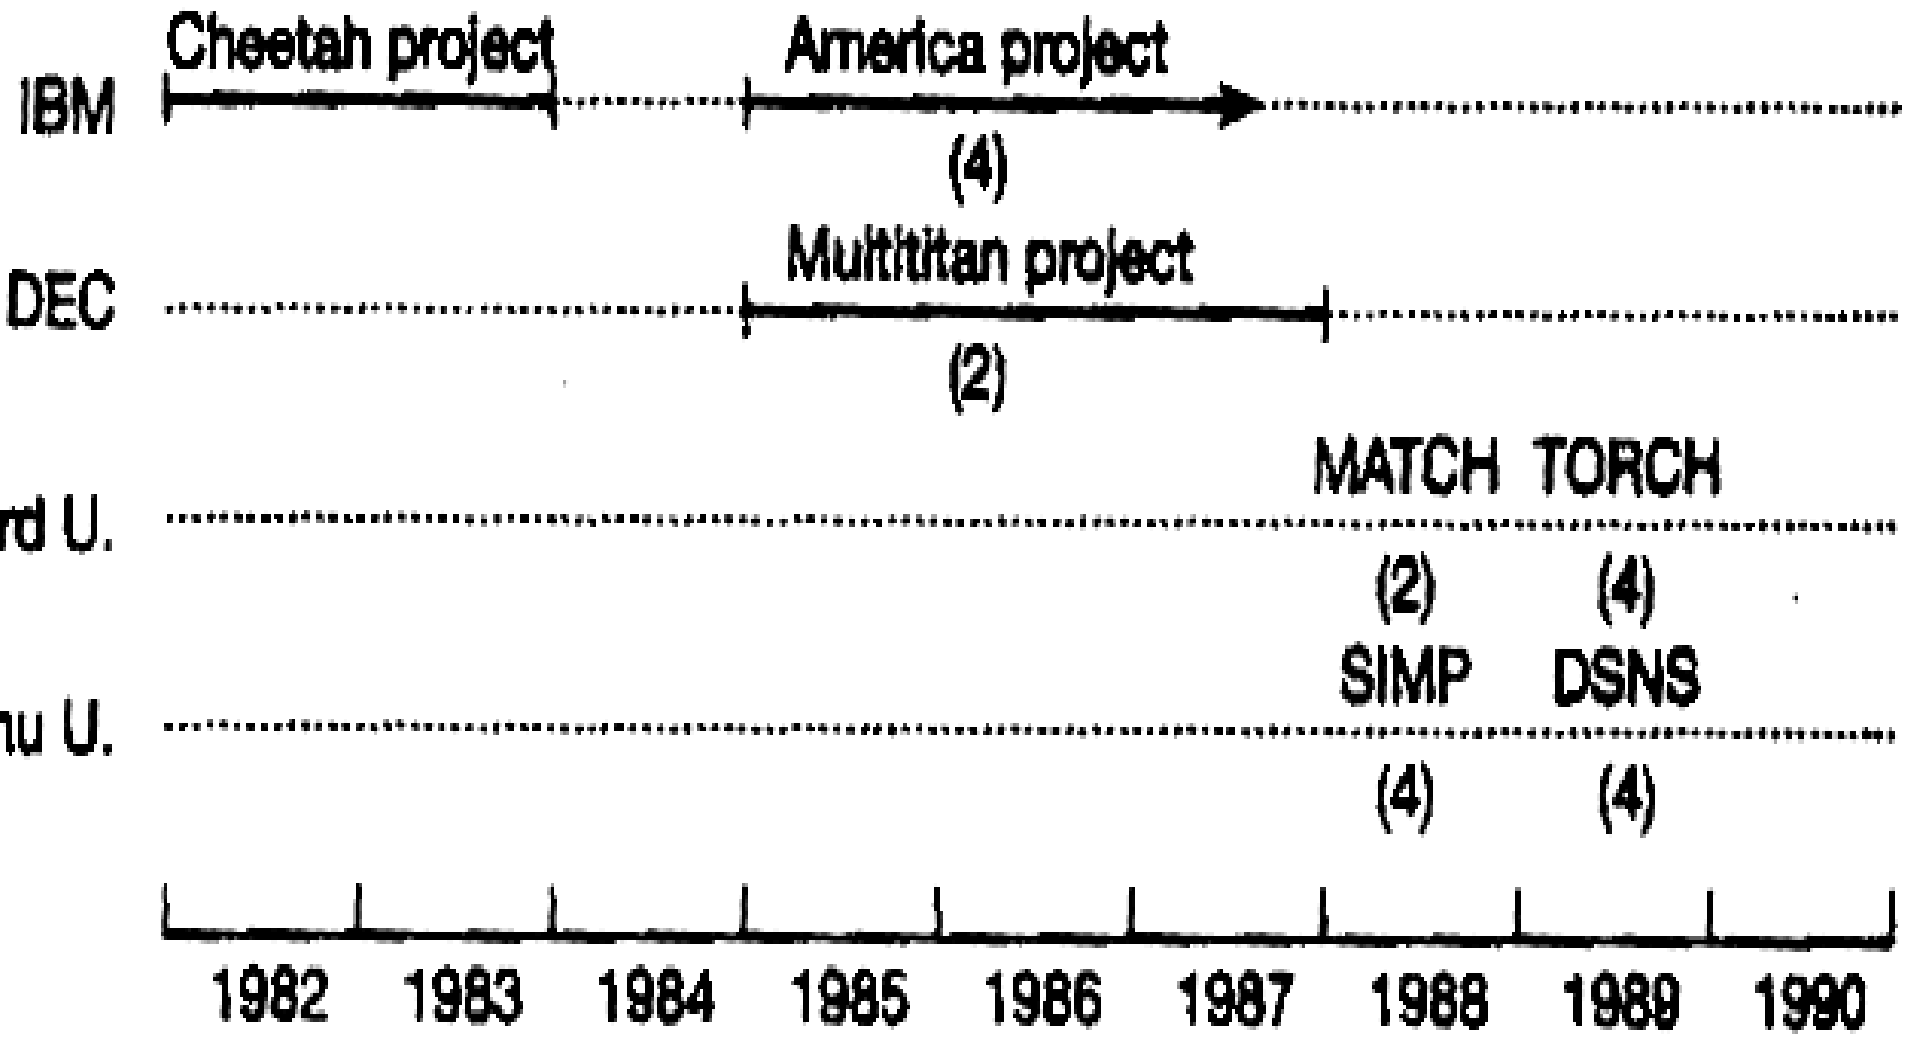 Cheetah project America project
IBM
(4)
Multititan project
DEC
(2)
MATCH TORCH
rd U.
(2) (4)
SIMP DSNS
nu U.
(4) (4)
1982 1983 1984 1985 1986 1987 1988 1989 1990